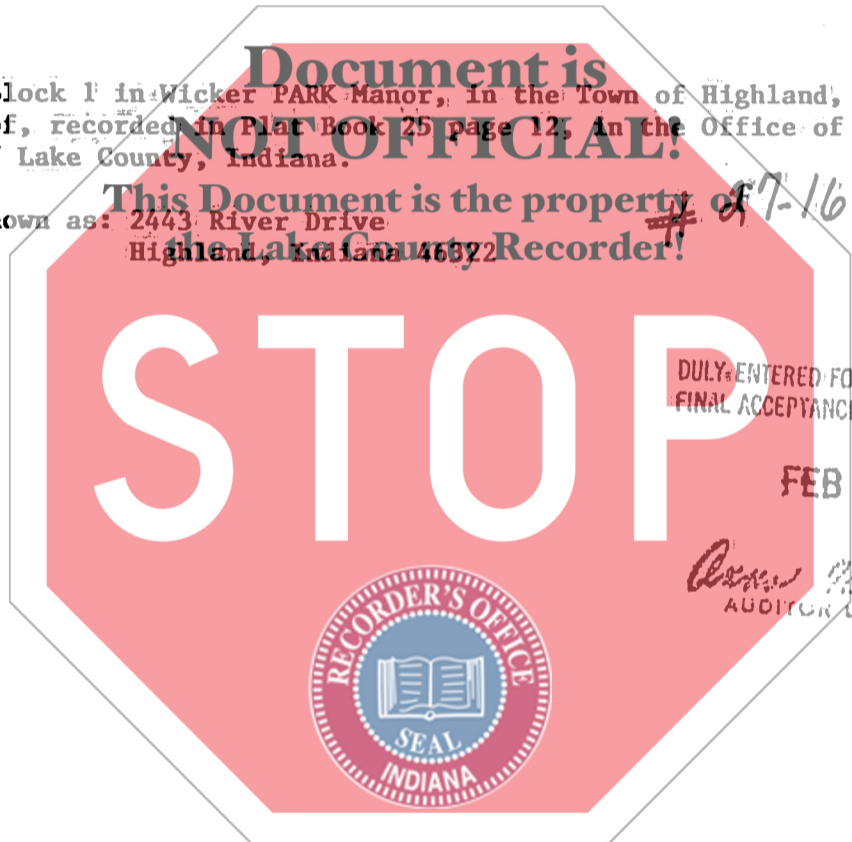 Document is
lock 1 in Wicker PARK Manor, in the Town of Highland,
f, recorded in Plat Book 25 page 12, in the Office of
NOT OFFICIAL!
Lake County, Indiana.
This Document is the property of
# 27-16
own as: 2443 River Drive
the Lake County Recorder!
Highland, Indiana 46322
STOP
DULY ENTERED FO
FINAL ACCEPTANCE
FEB
AUDITOR
RECORDER'S OFFICE
SEAL
INDIANA